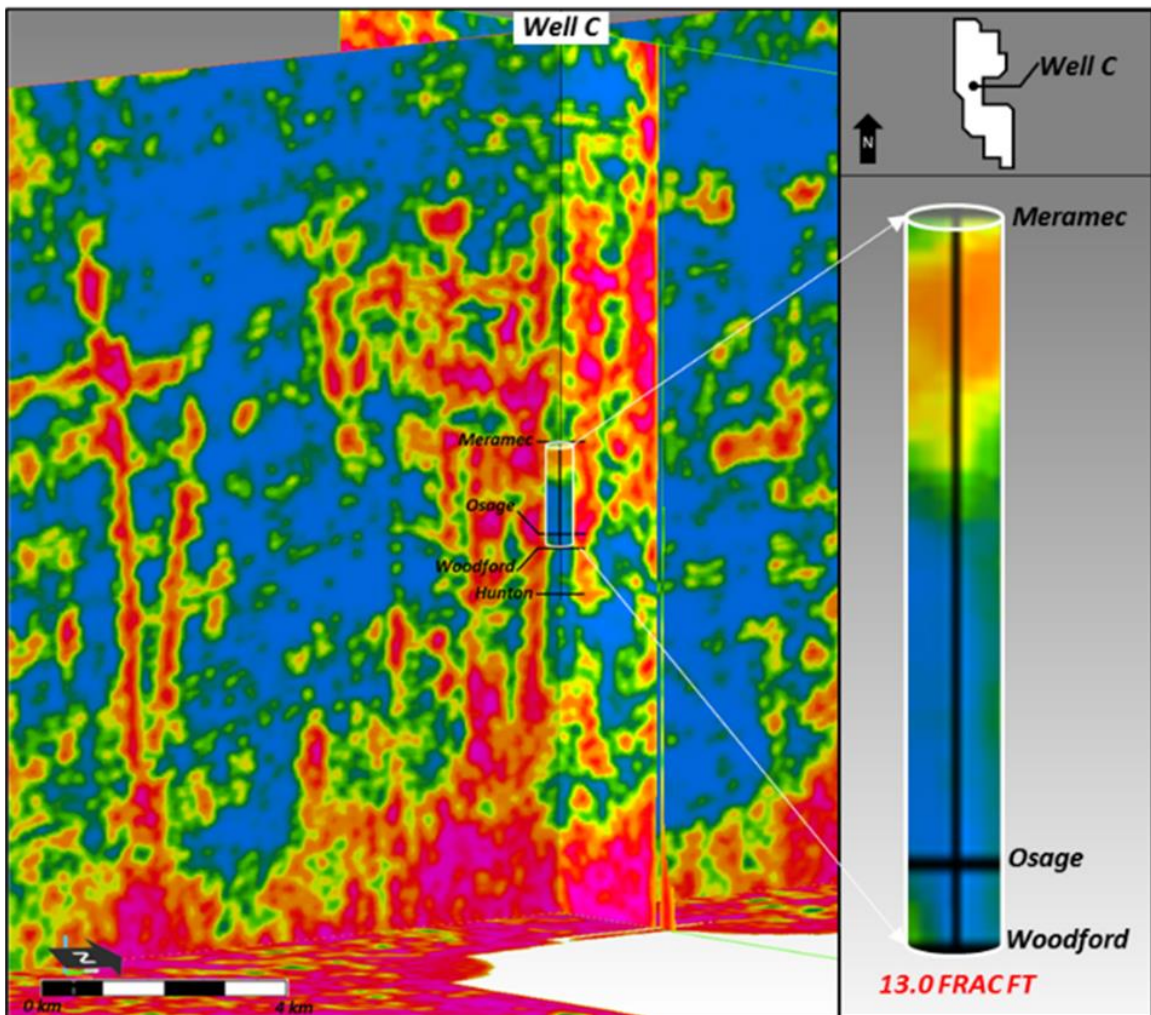 Well C
Meramec
Osage
Woodford
Hunton
N
0 km
4 km
Well C
N
Meramec
Osage
Woodford
13.0 FRAC FT